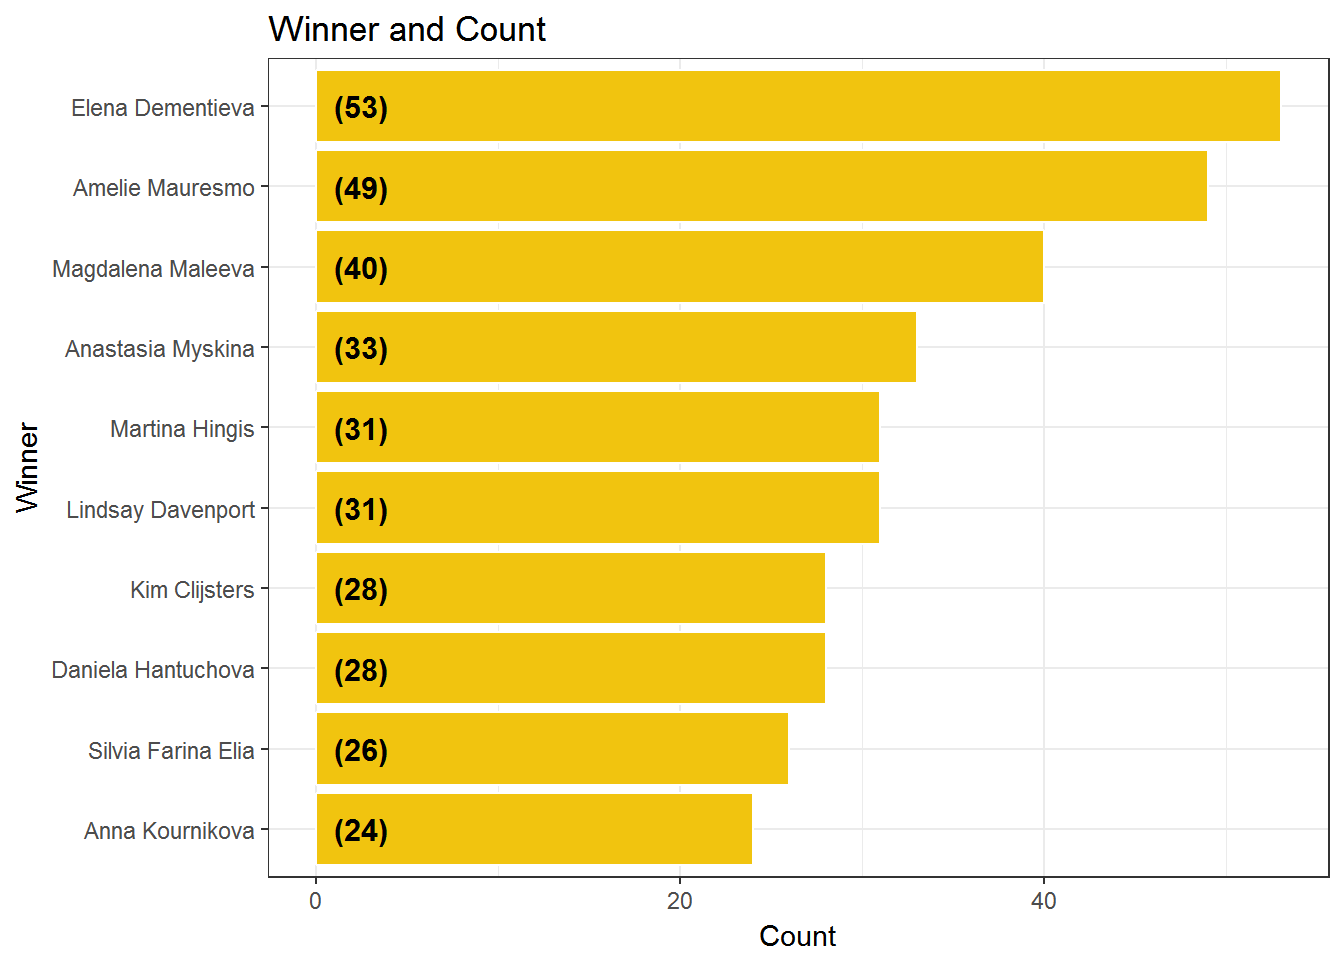 Winner and Count
Elena Dementieva (53)
Amelie Mauresmo (49)
Magdalena Maleeva (40)
Anastasia Myskina (33)
Martina Hingis (31)
Lindsay Davenport (31)
Kim Clijsters (28)
Daniela Hantuchova (28)
Silvia Farina Elia (26)
Anna Kournikova (24)
Winner
0 20 40
Count